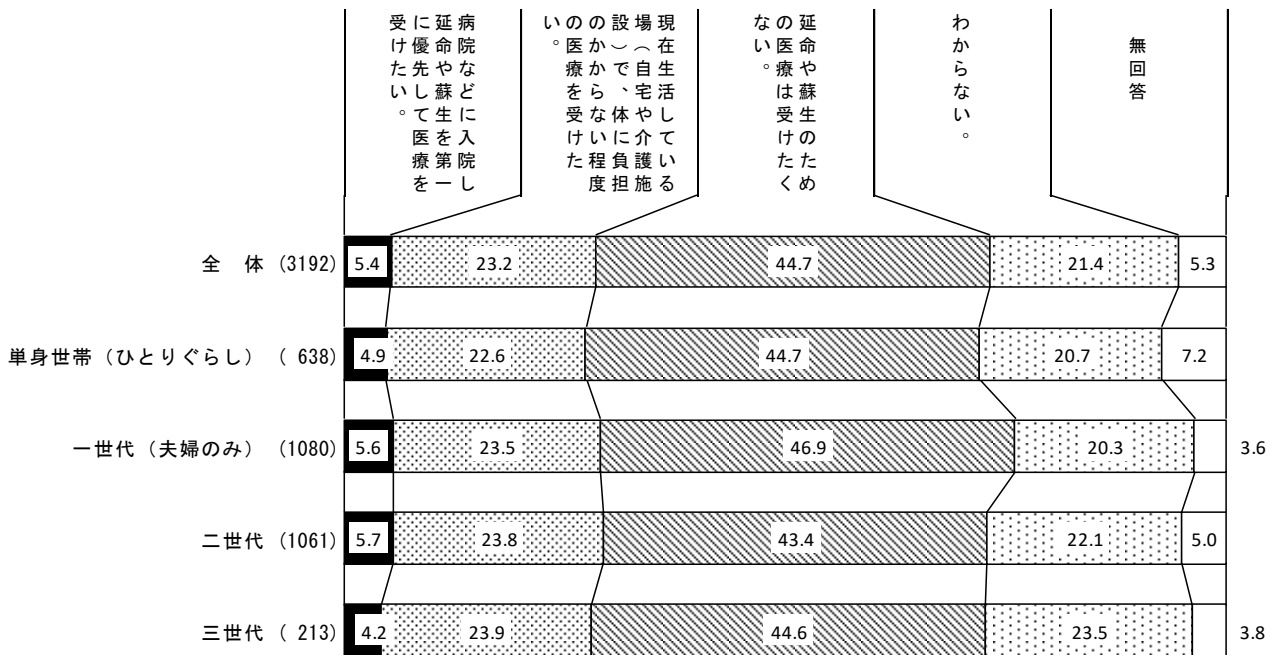 病院などに入院し
延命や蘇生を第一
に優先して医療を
受けたい。
現在生活している
場（自宅や介護施
設）で、体に負担
のかからない程度
の医療を受けた
い。
延命や蘇生のため
の医療は受けたく
ない。
わからない。
無回答
全　体 (3192) 5.4 23.2 44.7 21.4 5.3
単身世帯（ひとりぐらし） ( 638) 4.9 22.6 44.7 20.7 7.2
一世代（夫婦のみ） (1080) 5.6 23.5 46.9 20.3 3.6
二世代 (1061) 5.7 23.8 43.4 22.1 5.0
三世代 ( 213) 4.2 23.9 44.6 23.5 3.8